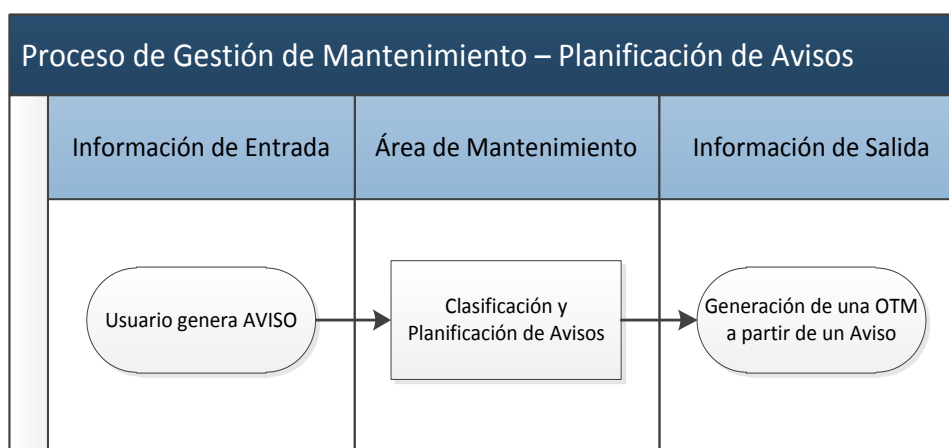 Proceso de Gestión de Mantenimiento – Planificación de Avisos
Información de Entrada
Área de Mantenimiento
Información de Salida
Usuario genera AVISO
Clasificación y
Planificación de Avisos
Generación de una OTM
a partir de un Aviso